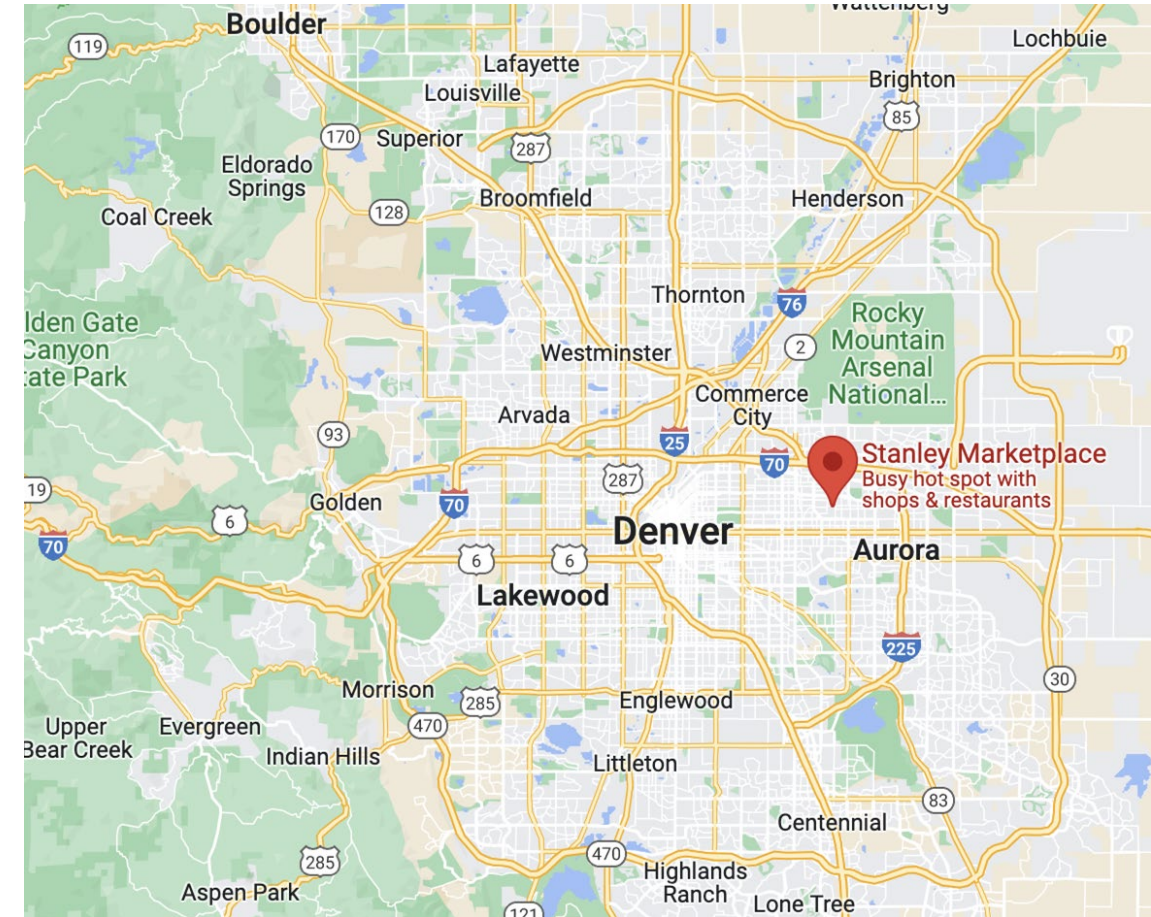 Wattenberg
Boulder
Lochbuie
119
Lafayette
Brighton
Louisville
85
170
Superior
287
Eldorado
Springs
Broomfield
Henderson
Coal Creek
128
Thornton
76
Rocky
Mountain
Arsenal
National...
lden Gate
Canyon
tate Park
2
Westminster
Commerce
City
Arvada
93
25
70
Stanley Marketplace
Busy hot spot with
shops & restaurants
287
19
70
Golden
6
Denver
70
Aurora
6
6
Lakewood
225
30
Morrison
285
Englewood
Upper
Bear Creek
Evergreen
470
Indian Hills
Littleton
83
Centennial
470
285
Highlands
Ranch
Aspen Park
121
Lone Tree